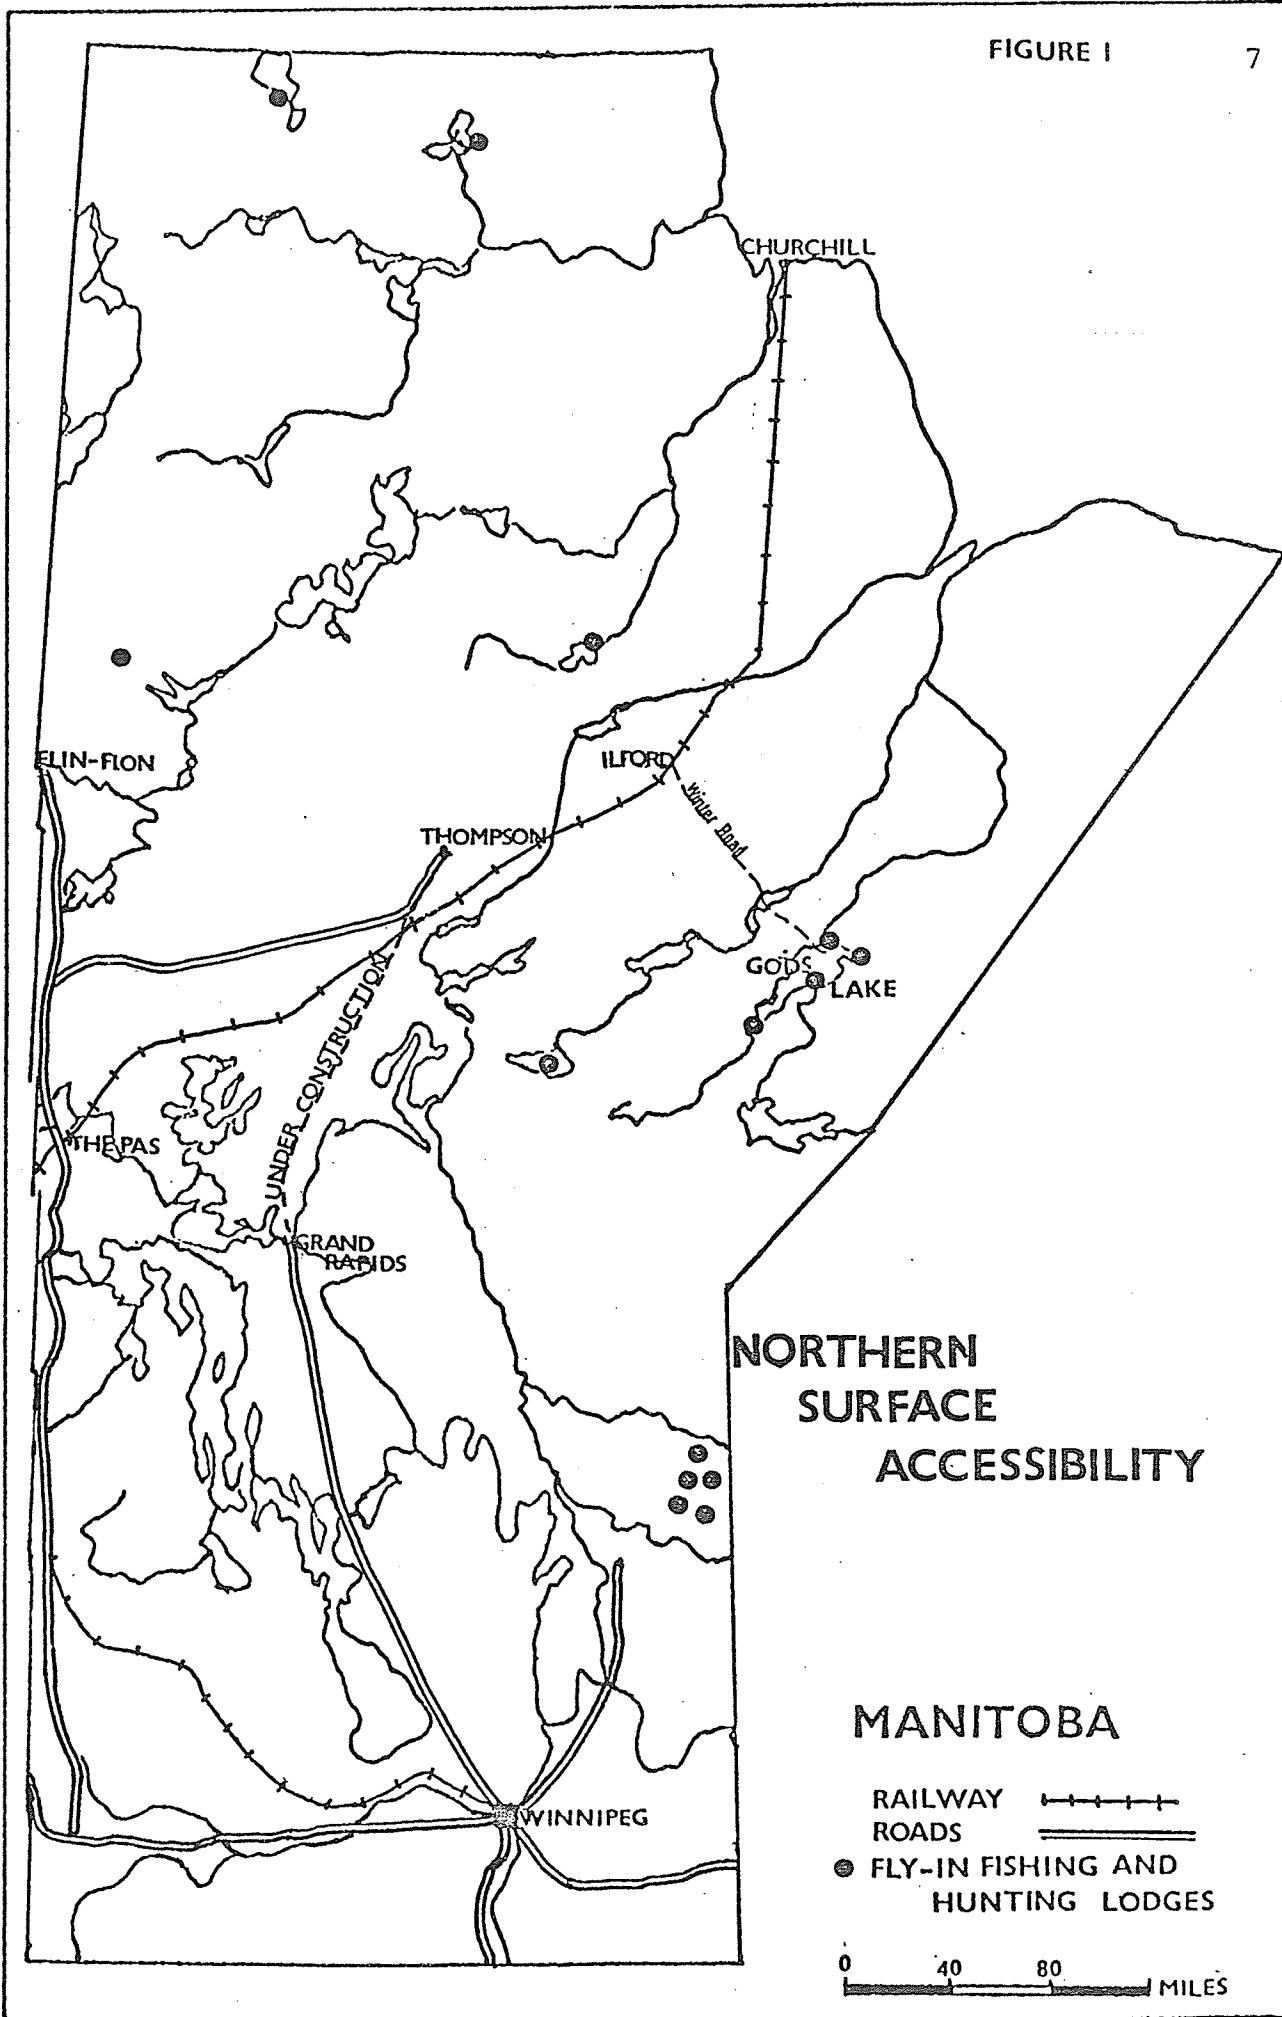 FIGURE I
7
CHURCHILL
FLIN-FLON
ILFORD
Winter Road
THOMPSON
GODS
LAKE
UNDER CONSTRUCTION
THE PAS
GRAND
RAPIDS
NORTHERN
SURFACE
ACCESSIBILITY
MANITOBA
WINNIPEG
RAILWAY
ROADS
FLY-IN FISHING AND
HUNTING LODGES
0 40 80
MILES